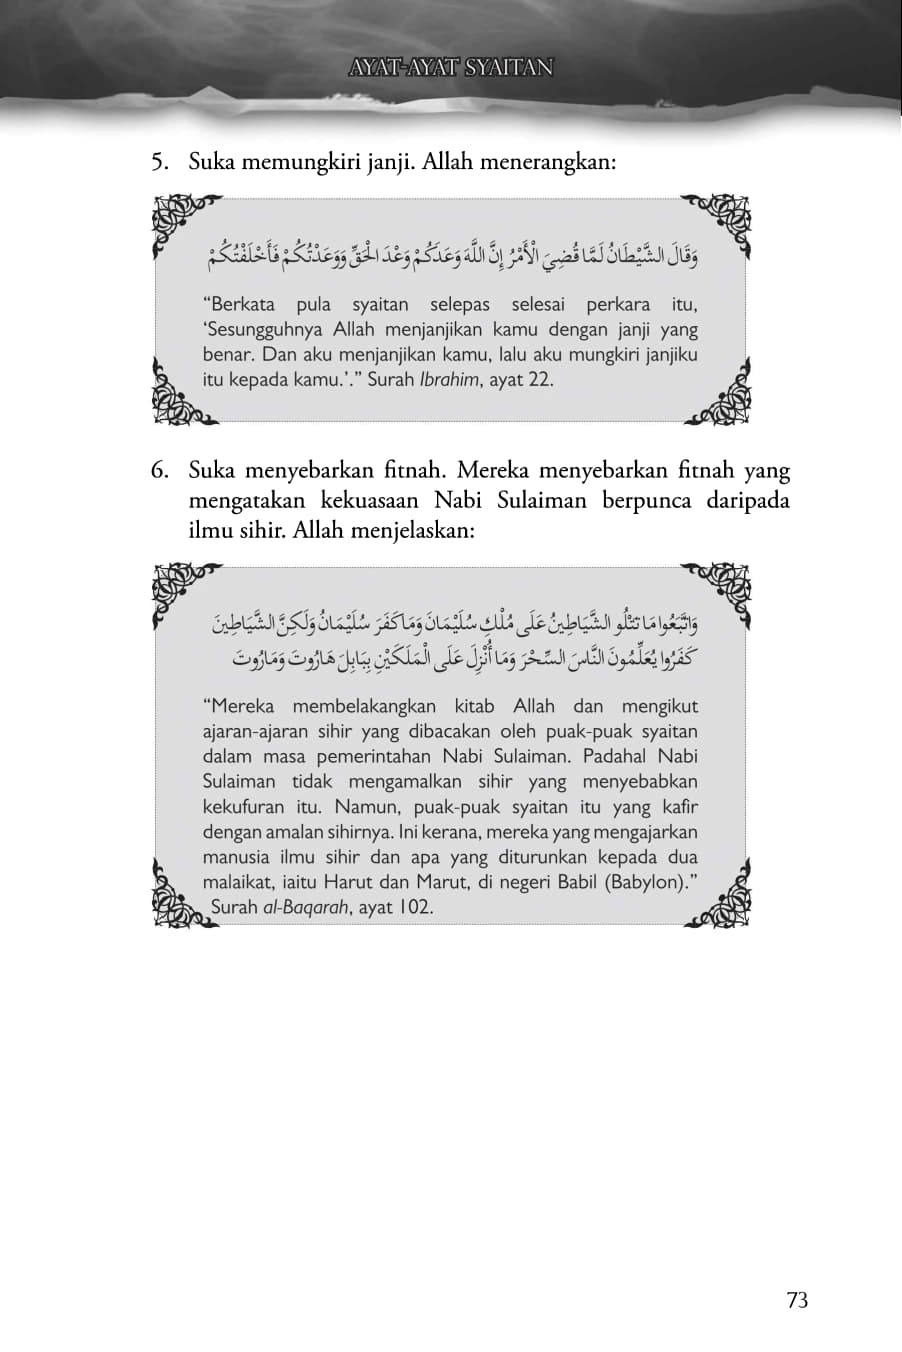 AYAT-AYAT SYAITAN
5. Suka memungkiri janji. Allah menerangkan:
وَقَالَ الشَّيْطَانُ لَمَّا قُضِيَ الْأَمْرُ إِنَّ اللَّهَ وَعَدَكُمْ وَعْدَ الْحَقِّ وَوَعَدْتُكُمْ فَأَخْلَفْتُكُمْ
“Berkata pula syaitan selepas selesai perkara itu,
‘Sesungguhnya Allah menjanjikan kamu dengan janji yang
benar. Dan aku menjanjikan kamu, lalu aku mungkiri janjiku
itu kepada kamu.’.” Surah Ibrahim, ayat 22.
6. Suka menyebarkan fitnah. Mereka menyebarkan fitnah yang
mengatakan kekuasaan Nabi Sulaiman berpunca daripada
ilmu sihir. Allah menjelaskan:
وَاتَّبَعُوا مَا تَتْلُو الشَّيَاطِينُ عَلَى مُلْكِ سُلَيْمَانَ وَمَا كَفَرَ سُلَيْمَانُ وَلَكِنَّ الشَّيَاطِينَ
كَفَرُوا يُعَلِّمُونَ النَّاسَ السِّحْرَ وَمَا أُنْزِلَ عَلَى الْمَلَكَيْنِ بِبَابِلَ هَارُوتَ وَمَارُوتَ
“Mereka membelakangkan kitab Allah dan mengikut
ajaran-ajaran sihir yang dibacakan oleh puak-puak syaitan
dalam masa pemerintahan Nabi Sulaiman. Padahal Nabi
Sulaiman tidak mengamalkan sihir yang menyebabkan
kekufuran itu. Namun, puak-puak syaitan itu yang kafir
dengan amalan sihirnya. Ini kerana, mereka yang mengajarkan
manusia ilmu sihir dan apa yang diturunkan kepada dua
malaikat, iaitu Harut dan Marut, di negeri Babil (Babylon).”
Surah al-Baqarah, ayat 102.
73